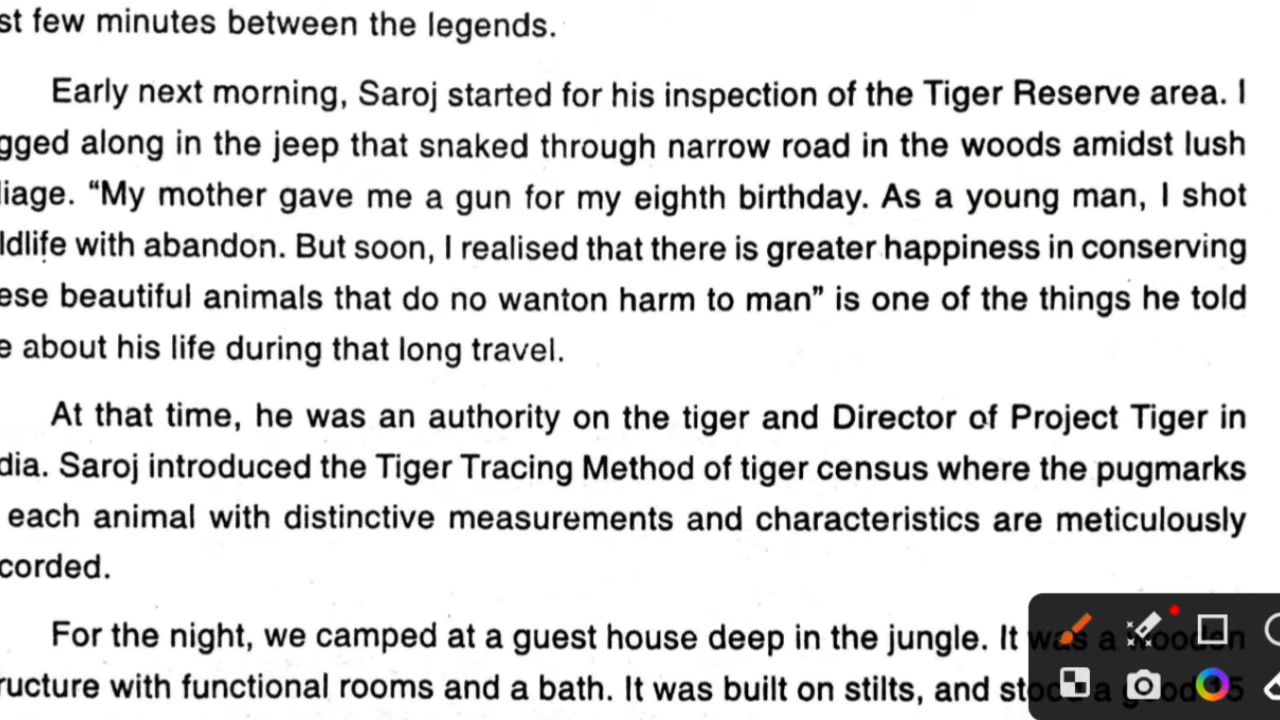 st few minutes between the legends.
Early next morning, Saroj started for his inspection of the Tiger Reserve area. I
gged along in the jeep that snaked through narrow road in the woods amidst lush
liage. “My mother gave me a gun for my eighth birthday. As a young man, I shot
ldlife with abandon. But soon, I realised that there is greater happiness in conserving
ese beautiful animals that do no wanton harm to man” is one of the things he told
e about his life during that long travel.
At that time, he was an authority on the tiger and Director of Project Tiger in
dia. Saroj introduced the Tiger Tracing Method of tiger census where the pugmarks
each animal with distinctive measurements and characteristics are meticulously
corded.
For the night, we camped at a guest house deep in the jungle. It was a wooden
ructure with functional rooms and a bath. It was built on stilts, and stood a good 15